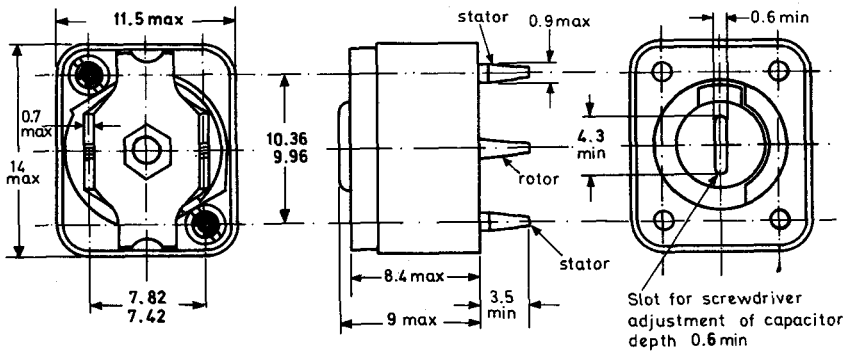 11.5 max
stator
0.9 max
0.6 min
0.7
max
14
max
10.36
9.96
4.3
min
rotor
stator
7.82
7.42
8.4 max
3.5
min
9 max
Slot for screwdriver
adjustment of capacitor
depth 0.6 min